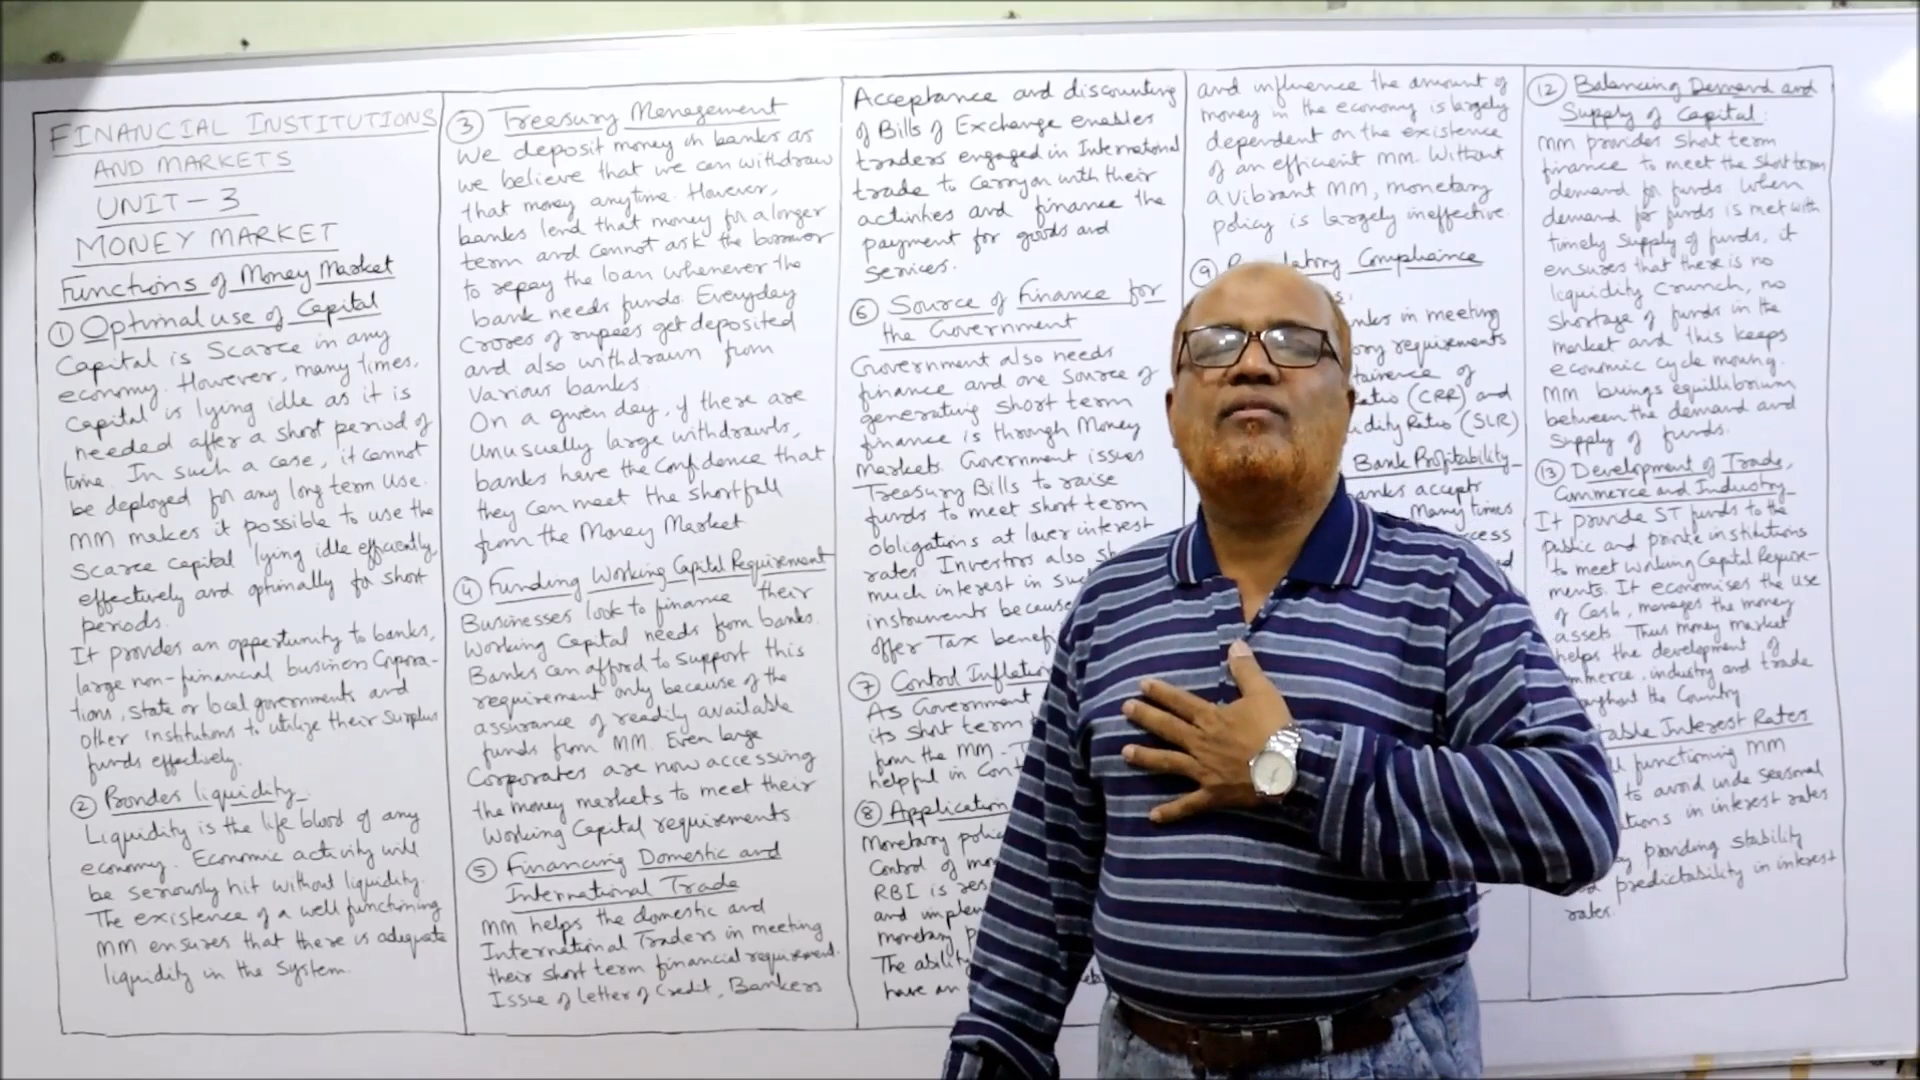 FINANCIAL INSTITUTIONS
AND MARKETS
UNIT - 3
MONEY MARKET
Functions of Money Market
① Optimal use of Capital
Capital is Scarce in any
economy. However, many times,
Capital is lying idle as it is
needed after a short period of
time. In such a case, it cannot
be deployed for any long term use.
MM makes it possible to use the
Scarce Capital lying idle efficiently
effectively and optimally for short
periods.
It provides an opportunity to banks,
large non-financial business Corpora-
tions, state or local governments and
other institutions to utilize their surplus
funds effectively.
② Provides liquidity
Liquidity is the life blood of any
economy. Economic activity will
be seriously hit without liquidity.
The existence of a well functioning
MM ensures that there is adequate
liquidity in the system.
③ Treasury Management
We deposit money in banks as
we believe that we can withdraw
that money anytime. However,
banks lend that money for a longer
term and cannot ask the borrower
to repay the loan whenever the
bank needs funds. Everyday
Crores of rupees get deposited
and also withdrawn from
Various banks.
On a given day, if there are
Unusually large withdrawls,
banks have the Confidence that
they can meet the shortfall
from the Money Market
④ Funding Working Capital Requirement
Businesses look to finance their
Working Capital needs from banks.
Banks can afford to support this
requirement only because of the
assurance of readily available
funds from MM. Even large
Corporates are now accessing
the money markets to meet their
Working Capital requirements
⑤ Financing Domestic and
International Trade
MM helps the domestic and
International Traders in meeting
their short term financial requirement.
Issue of Letter of Credit, Bankers
Acceptance and discounting
of Bills of Exchange enables
traders engaged in International
trade to carryon with their
activities and finance the
payment for goods and
Services.
⑥ Source of Finance for
the Government
Government also needs
finance and one Source of
generating short term
finance is through Money
Markets. Government issues
Treasury Bills to raise
funds to meet short term
obligations at lower interest
rates. Investors also
much interest in
instruments because
offer Tax
⑦ Control
As Government
its short term
from the MM.
helpful in
⑧ Application
Monetary
Control of
RBI is
and
monetary
The ability
have an
and influence the amount of
money in the economy is largely
dependent on the existence
of an efficient MM. Without
a vibrant MM, monetary
policy is largely ineffective.
⑨ Compliance
in meeting
requirements
of
(CRR) and
Ratio (SLR)
Bank Profitability
accepts
Many times
⑫ Balancing Demand and
Supply of Capital:
MM provides short term
finance to meet the short term
demand for funds. When
demand for funds is met with
timely Supply of funds, it
ensures that there is no
liquidity crunch, no
shortage of funds in the
market and this keeps
economic cycle moving.
MM brings equillibrium
between the demand and
Supply of funds.
⑬ Development of Trade,
Commerce and Industry
It provide ST funds to the
public and private institutions
to meet working Capital Require-
ments. It economises the use
of Cash, manages the money
assets. Thus money market
helps the development of
industry and trade
the Country
Interest Rates
functioning MM
to avoid wide seasonal
in interest rates
providing stability
predictability in interest
rates.